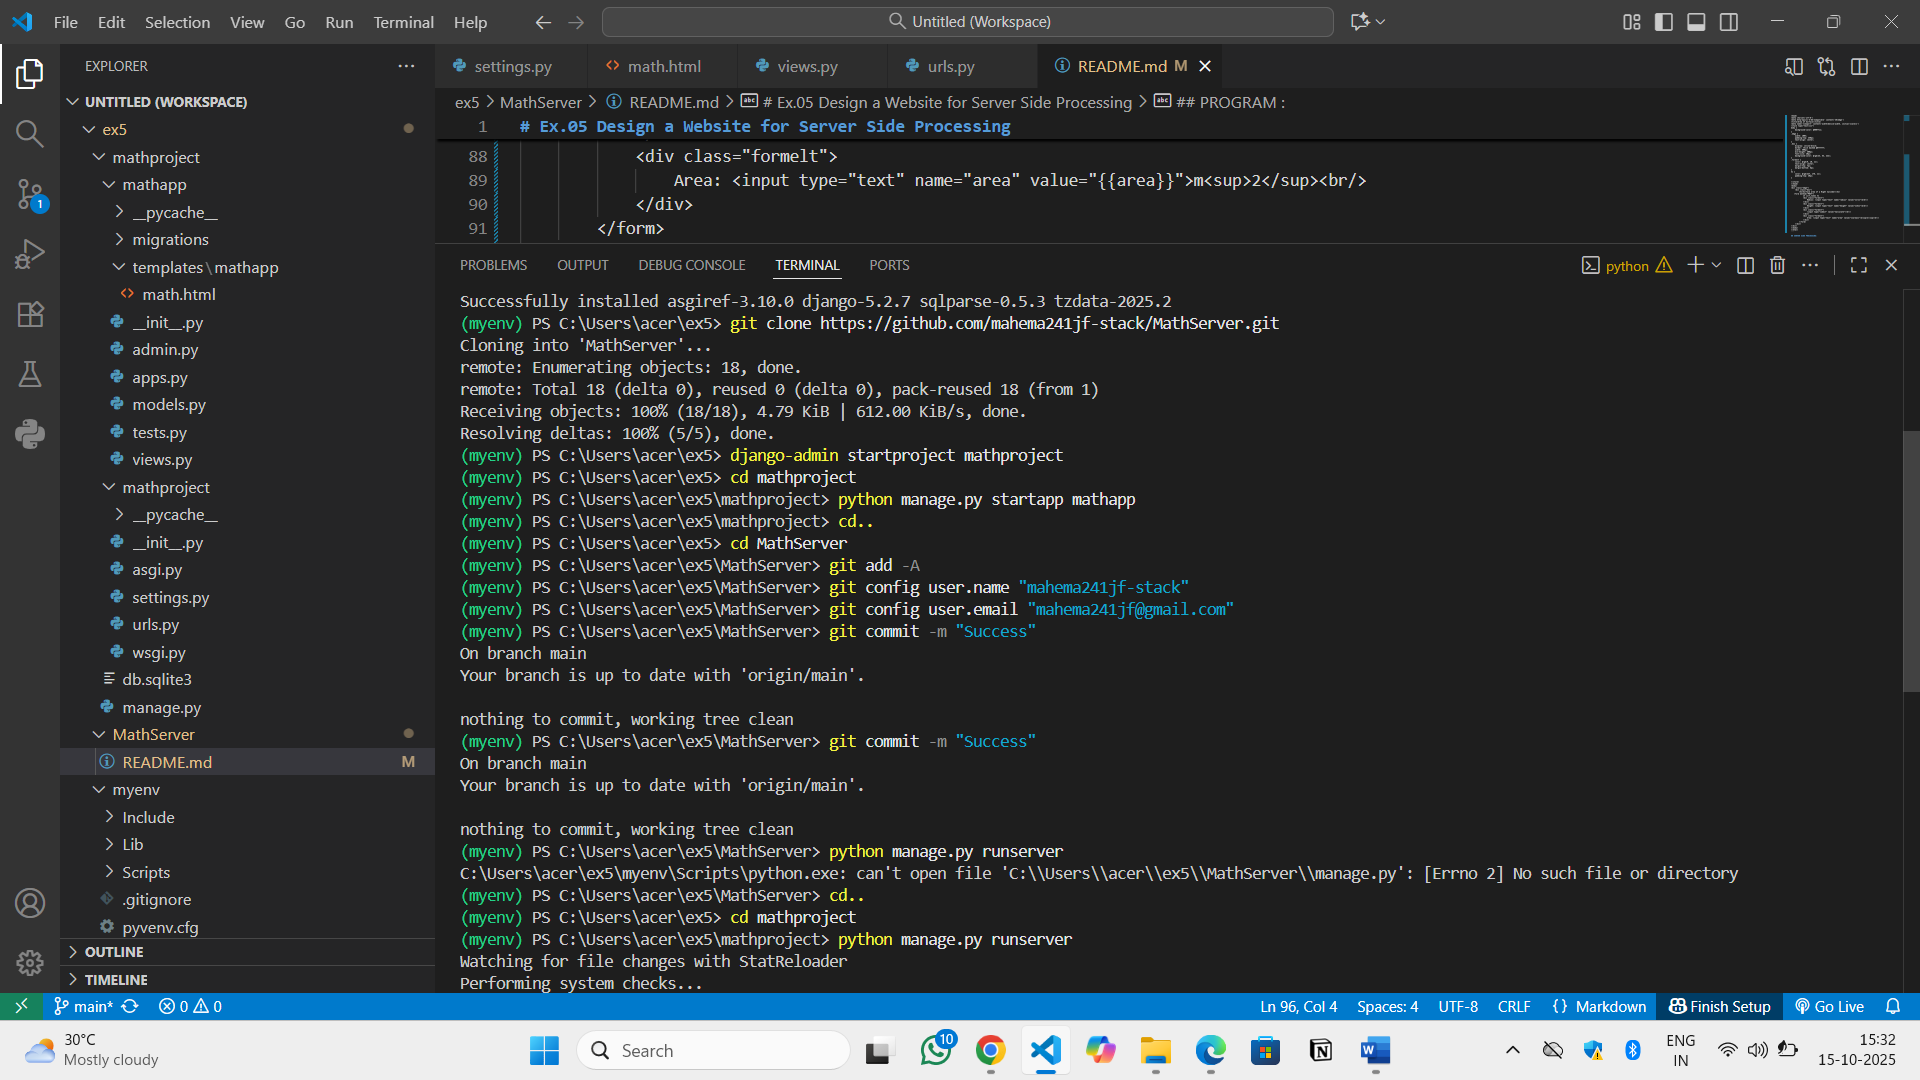 File Edit Selection View Go Run Terminal Help
Untitled (Workspace)
EXPLORER
settings.py
math.html
views.py
urls.py
README.md M
UNTITLED (WORKSPACE)
ex5
mathproject
mathapp
__pycache__
migrations
templates\mathapp
math.html
__init__.py
admin.py
apps.py
models.py
tests.py
views.py
mathproject
__pycache__
__init__.py
asgi.py
settings.py
urls.py
wsgi.py
db.sqlite3
manage.py
MathServer
README.md M
myenv
Include
Lib
Scripts
.gitignore
pyvenv.cfg
OUTLINE
TIMELINE
1
ex5 > MathServer > README.md > # Ex.05 Design a Website for Server Side Processing > ## PROGRAM :
1 # Ex.05 Design a Website for Server Side Processing
88 <div class="formelt">
89 Area: <input type="text" name="area" value="{{area}}">m<sup>2</sup><br/>
90 </div>
91 </form>
PROBLEMS OUTPUT DEBUG CONSOLE TERMINAL PORTS
python
Successfully installed asgiref-3.10.0 django-5.2.7 sqlparse-0.5.3 tzdata-2025.2
(myenv) PS C:\Users\acer\ex5> git clone https://github.com/mahema241jf-stack/MathServer.git
Cloning into 'MathServer'...
remote: Enumerating objects: 18, done.
remote: Total 18 (delta 0), reused 0 (delta 0), pack-reused 18 (from 1)
Receiving objects: 100% (18/18), 4.79 KiB | 612.00 KiB/s, done.
Resolving deltas: 100% (5/5), done.
(myenv) PS C:\Users\acer\ex5> django-admin startproject mathproject
(myenv) PS C:\Users\acer\ex5> cd mathproject
(myenv) PS C:\Users\acer\ex5\mathproject> python manage.py startapp mathapp
(myenv) PS C:\Users\acer\ex5\mathproject> cd..
(myenv) PS C:\Users\acer\ex5> cd MathServer
(myenv) PS C:\Users\acer\ex5\MathServer> git add -A
(myenv) PS C:\Users\acer\ex5\MathServer> git config user.name "mahema241jf-stack"
(myenv) PS C:\Users\acer\ex5\MathServer> git config user.email "mahema241jf@gmail.com"
(myenv) PS C:\Users\acer\ex5\MathServer> git commit -m "Success"
On branch main
Your branch is up to date with 'origin/main'.
nothing to commit, working tree clean
(myenv) PS C:\Users\acer\ex5\MathServer> git commit -m "Success"
On branch main
Your branch is up to date with 'origin/main'.
nothing to commit, working tree clean
(myenv) PS C:\Users\acer\ex5\MathServer> python manage.py runserver
C:\Users\acer\ex5\myenv\Scripts\python.exe: can't open file 'C:\\Users\\acer\\ex5\\MathServer\\manage.py': [Errno 2] No such file or directory
(myenv) PS C:\Users\acer\ex5\MathServer> cd..
(myenv) PS C:\Users\acer\ex5> cd mathproject
(myenv) PS C:\Users\acer\ex5\mathproject> python manage.py runserver
Watching for file changes with StatReloader
Performing system checks...
main* 0 0
Ln 96, Col 4 Spaces: 4 UTF-8 CRLF {} Markdown Finish Setup Go Live
30°C
Mostly cloudy
Search
10
ENG
IN
15:32
15-10-2025